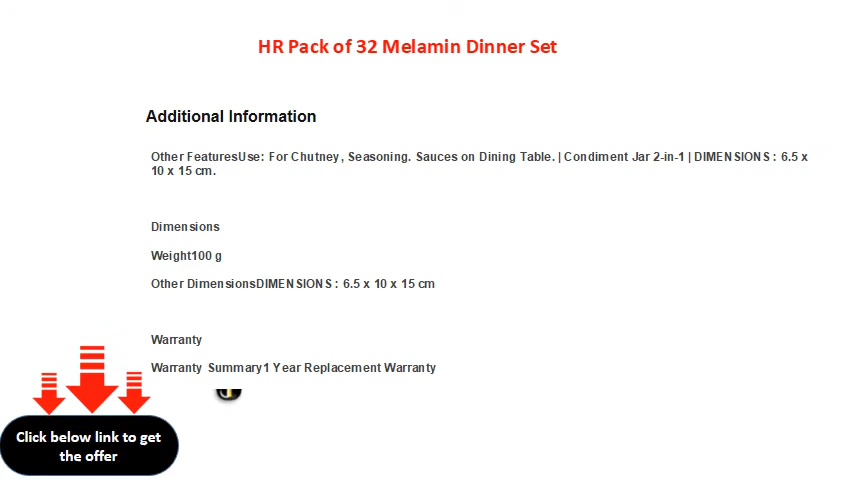 HR Pack of 32 Melamin Dinner Set
Additional Information
Other FeaturesUse: For Chutney, Seasoning. Sauces on Dining Table. | Condiment Jar 2-in-1 | DIMENSIONS : 6.5 x
10 x 15 cm.
Dimensions
Weight100 g
Other DimensionsDIMENSIONS : 6.5 x 10 x 15 cm
Warranty
Warranty Summary1 Year Replacement Warranty
Click below link to get
the offer